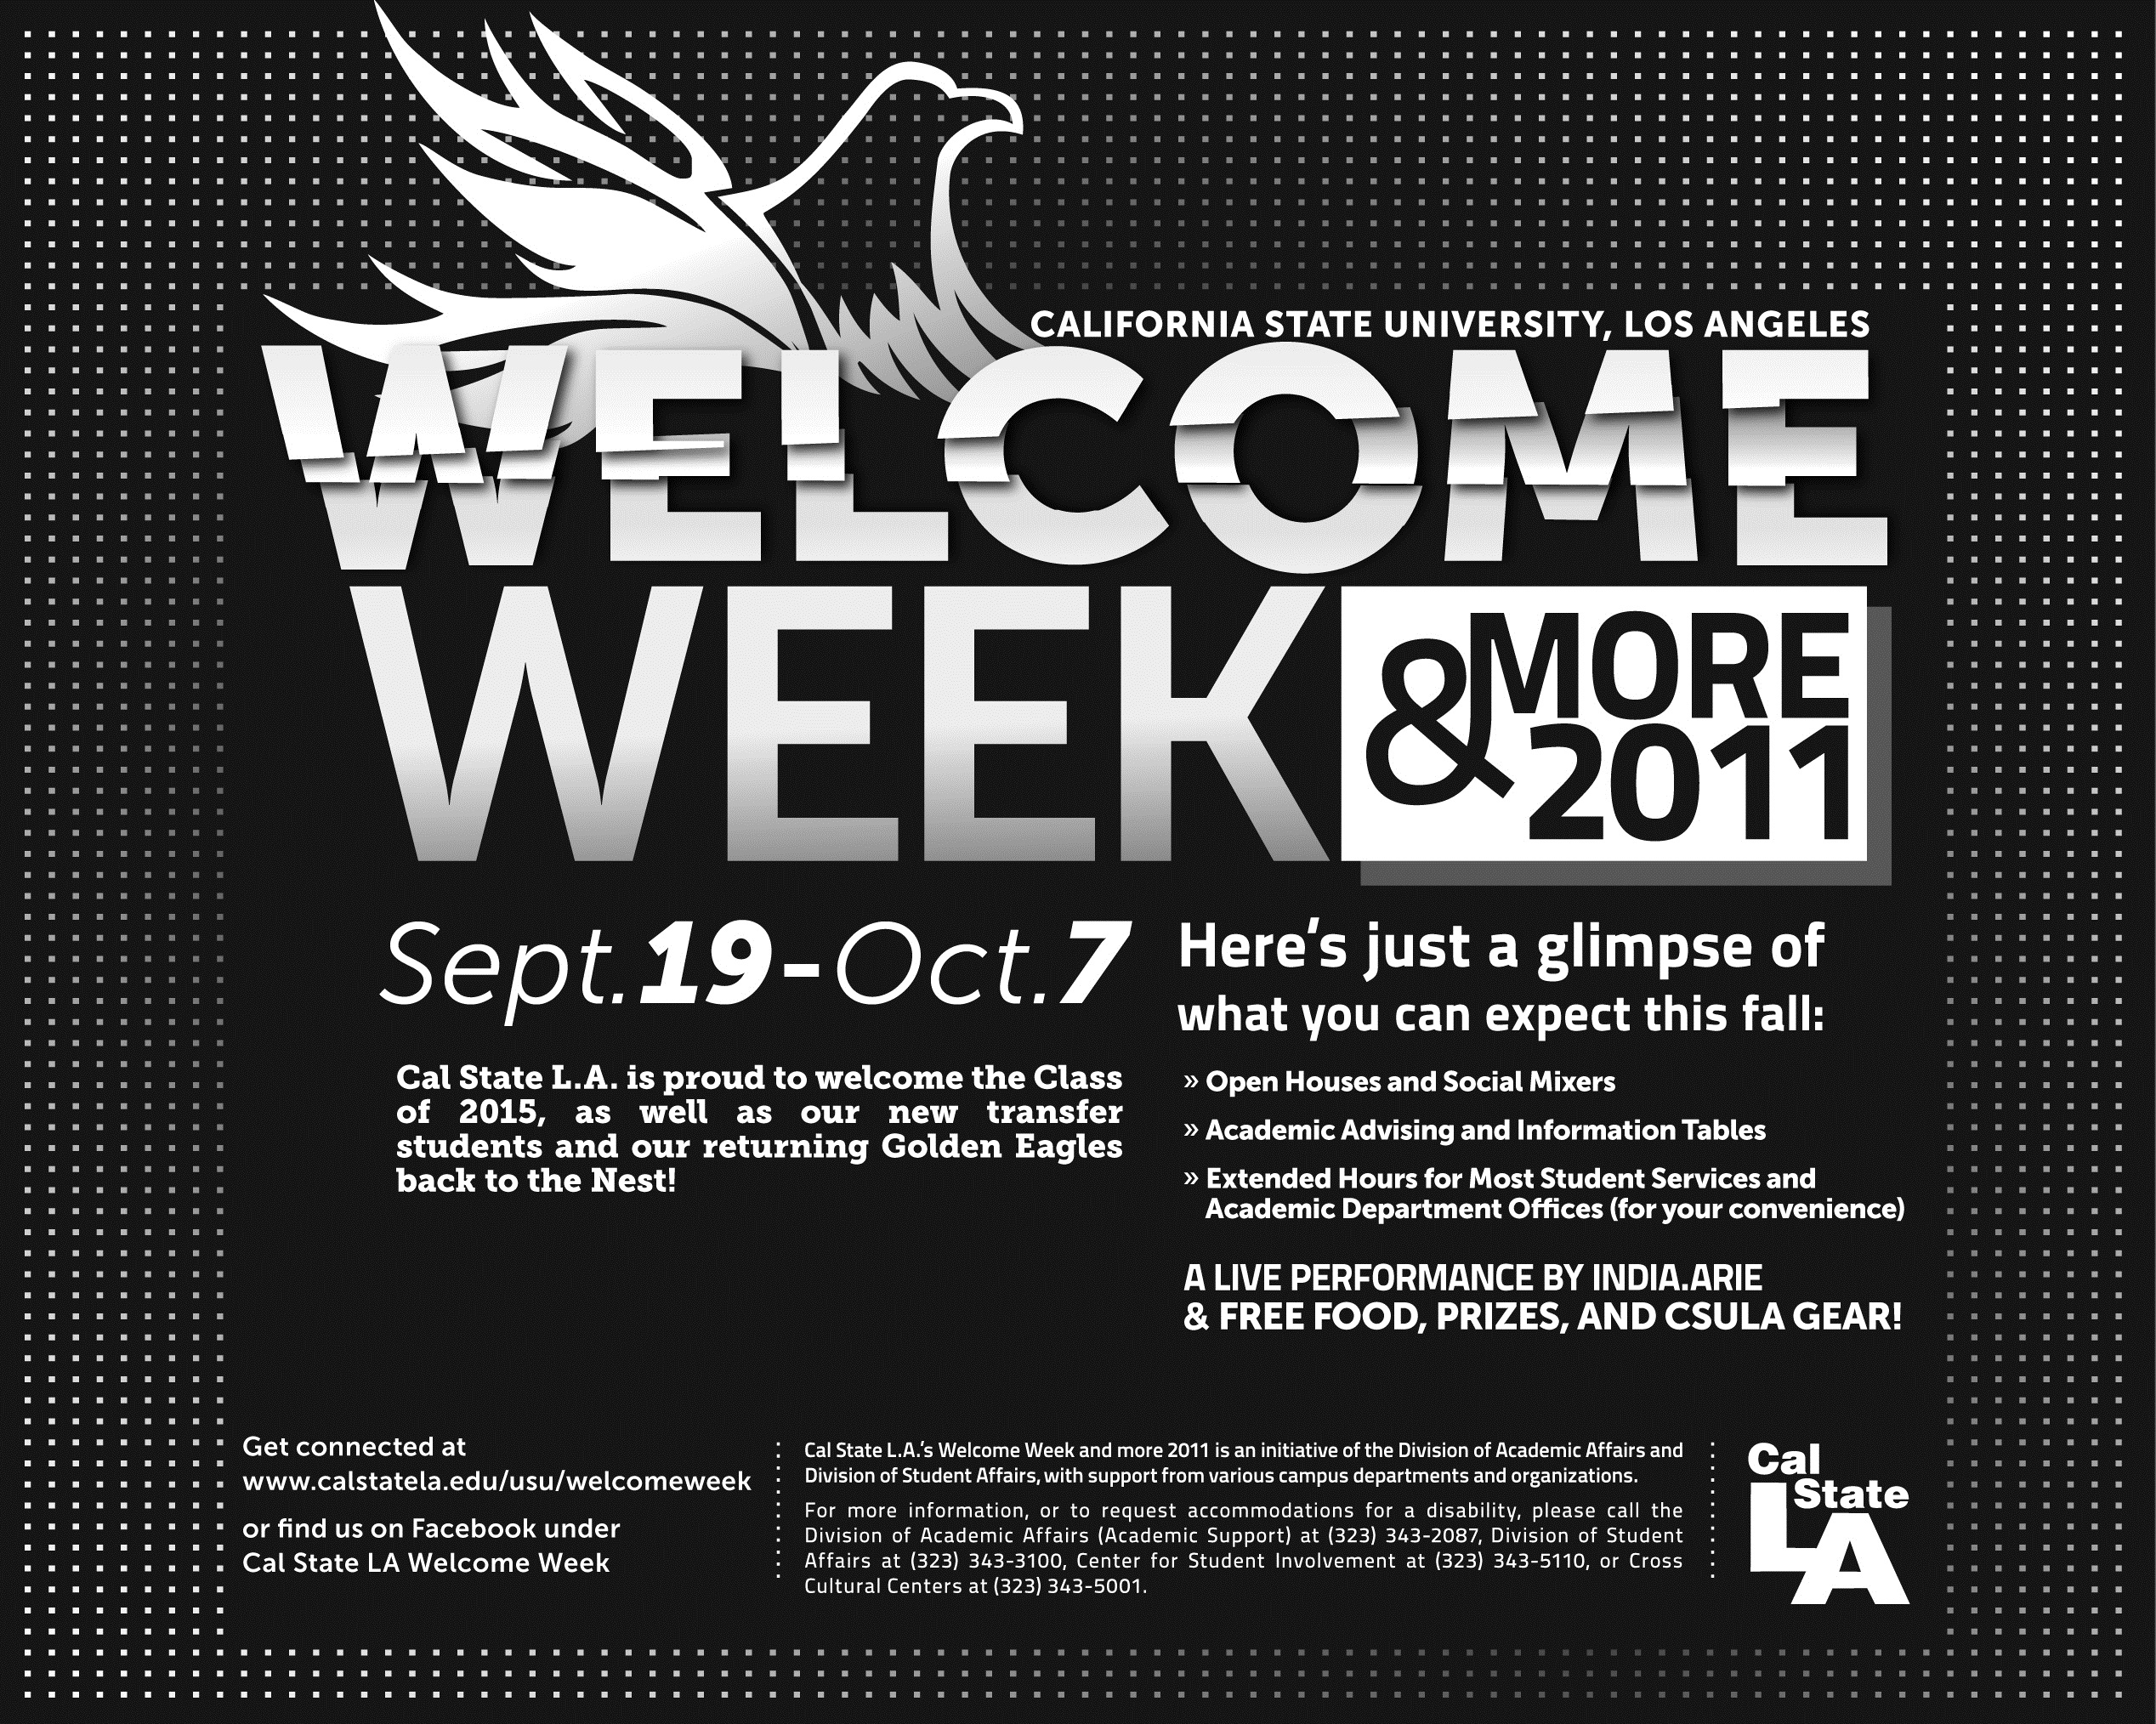 CALIFORNIA STATE UNIVERSITY, LOS ANGELES
WELCOME
WEEK
& MORE
2011
Sept.19-Oct.7
Cal State L.A. is proud to welcome the Class
of 2015, as well as our new transfer
students and our returning Golden Eagles
back to the Nest!
Here's just a glimpse of
what you can expect this fall:
» Open Houses and Social Mixers
» Academic Advising and Information Tables
» Extended Hours for Most Student Services and
Academic Department Offices (for your convenience)
A LIVE PERFORMANCE BY INDIA.ARIE
& FREE FOOD, PRIZES, AND CSULA GEAR!
Get connected at
www.calstatela.edu/usu/welcomeweek
or find us on Facebook under
Cal State LA Welcome Week
Cal State L.A.'s Welcome Week and more 2011 is an initiative of the Division of Academic Affairs and
Division of Student Affairs, with support from various campus departments and organizations.
For more information, or to request accommodations for a disability, please call the
Division of Academic Affairs (Academic Support) at (323) 343-2087, Division of Student
Affairs at (323) 343-3100, Center for Student Involvement at (323) 343-5110, or Cross
Cultural Centers at (323) 343-5001.
Cal
State
LA